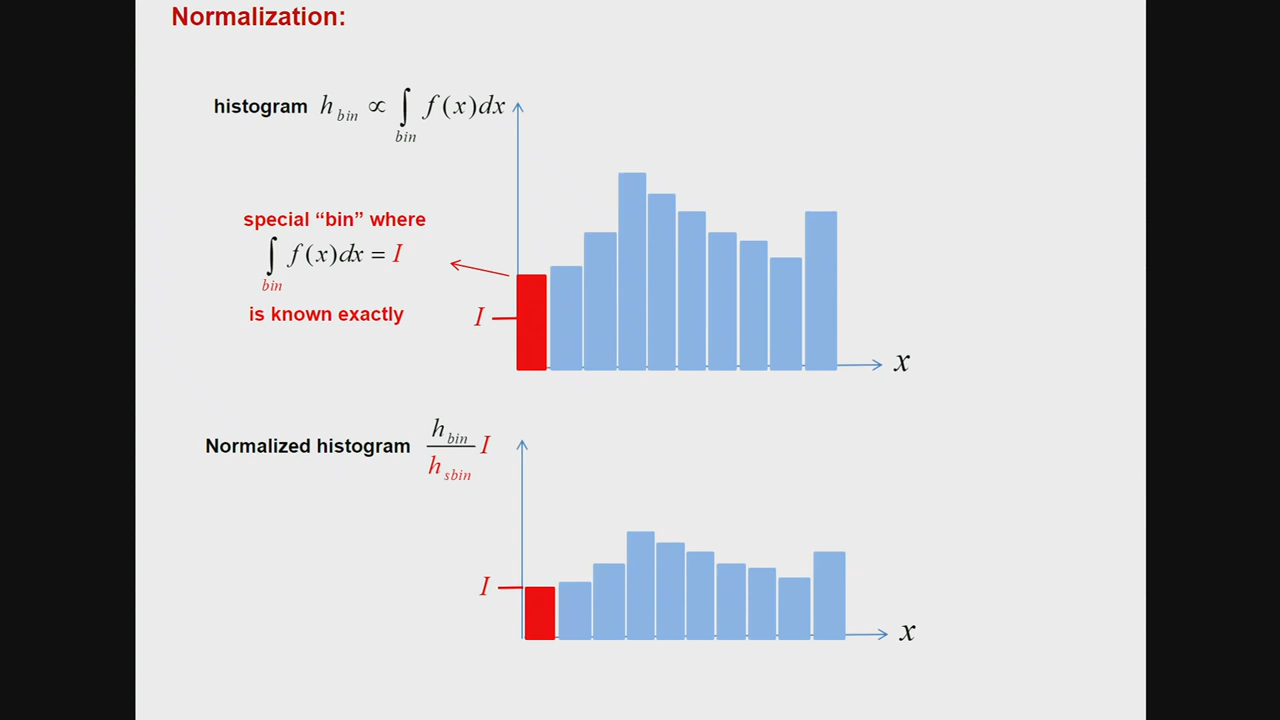 Normalization:
histogram h_bin ∝ ∫_bin f(x)dx
special “bin” where
∫_bin f(x)dx = I
is known exactly
I
x
Normalized histogram h_bin / h_sbin I
I
x